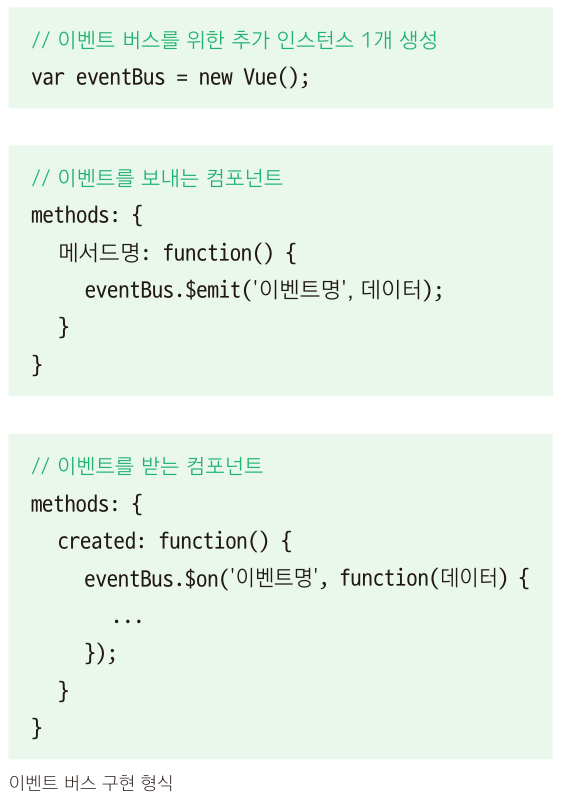 // 이벤트 버스를 위한 추가 인스턴스 1개 생성
var eventBus = new Vue();
// 이벤트를 보내는 컴포넌트
methods: {
메서드명: function() {
eventBus.$emit('이벤트명', 데이터);
}
}
// 이벤트를 받는 컴포넌트
methods: {
created: function() {
eventBus.$on('이벤트명', function(데이터) {
...
});
}
}
이벤트 버스 구현 형식